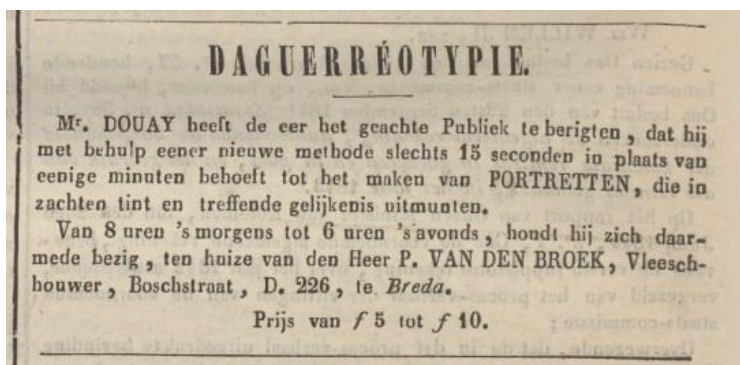 DAGUERRÉOTYPIE.
Mr. DOUAY heeft de eer het geachte Publiek te berigten, dat hij
met behulp eener nieuwe methode slechts 15 seconden in plaats van
eenige minuten behoeft tot het maken van PORTRETTEN, die in
zachten tint en treffende gelijkenis uitmunten.
Van 8 uren 'smorgens tot 6 uren 'savonds, houdt hij zich daar-
mede bezig, ten huize van den Heer P. VAN DEN BROEK, Vleesch-
houwer, Boschstraat, D. 226, te Breda.
Prijs van f 5 tot f 10.